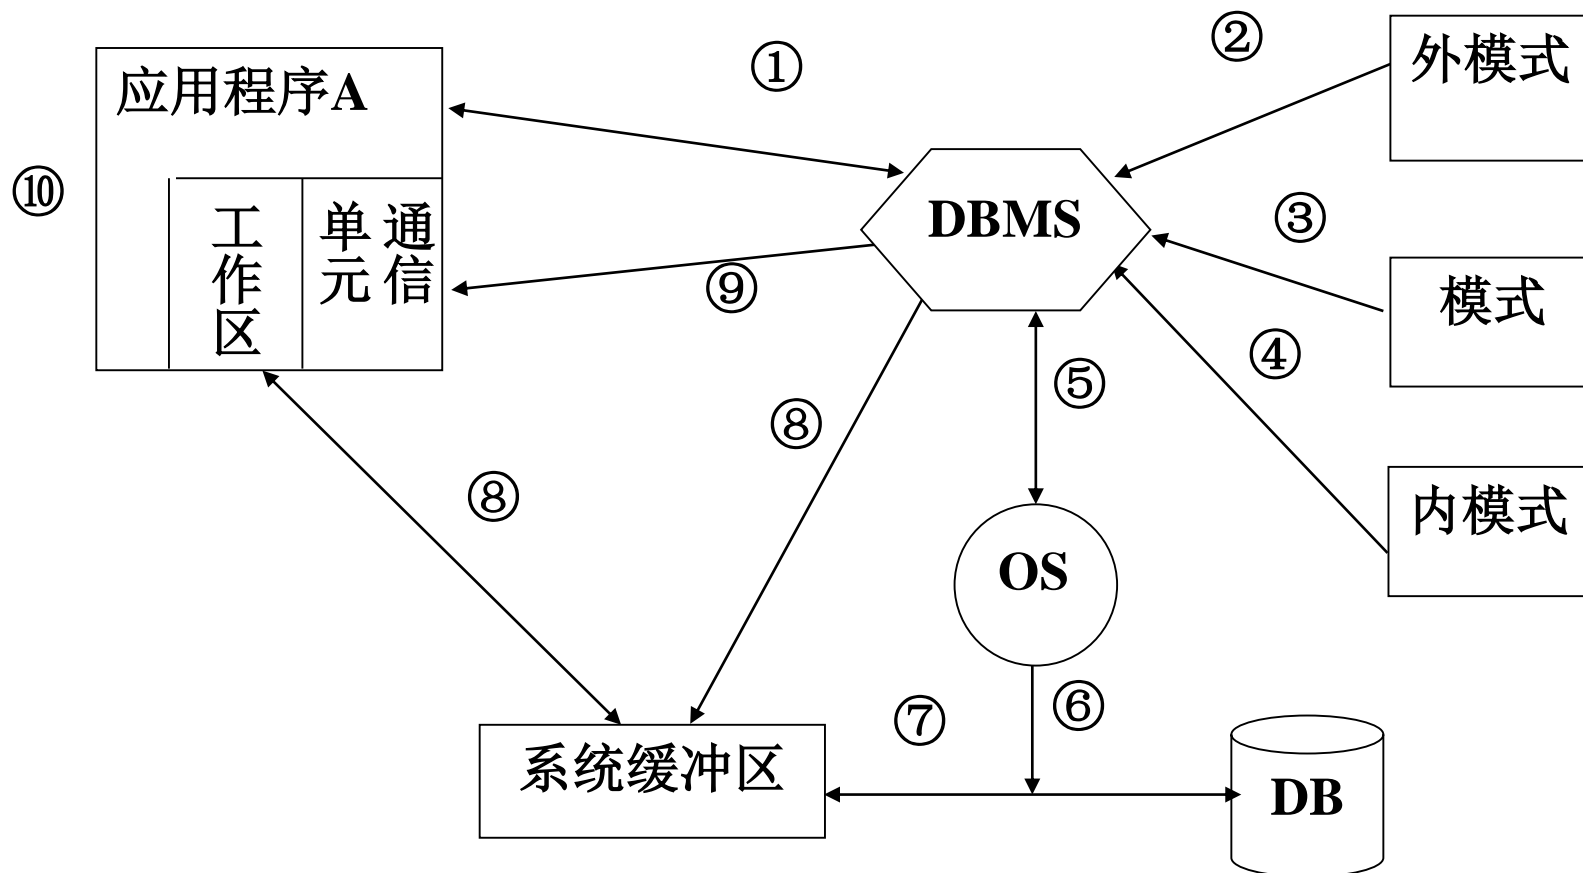 ①
②
外模式
应用程序A
⑩
DBMS
③
工作区
单元
通信
⑨
模式
④
⑤
⑧
⑧
内模式
OS
⑦
⑥
系统缓冲区
DB